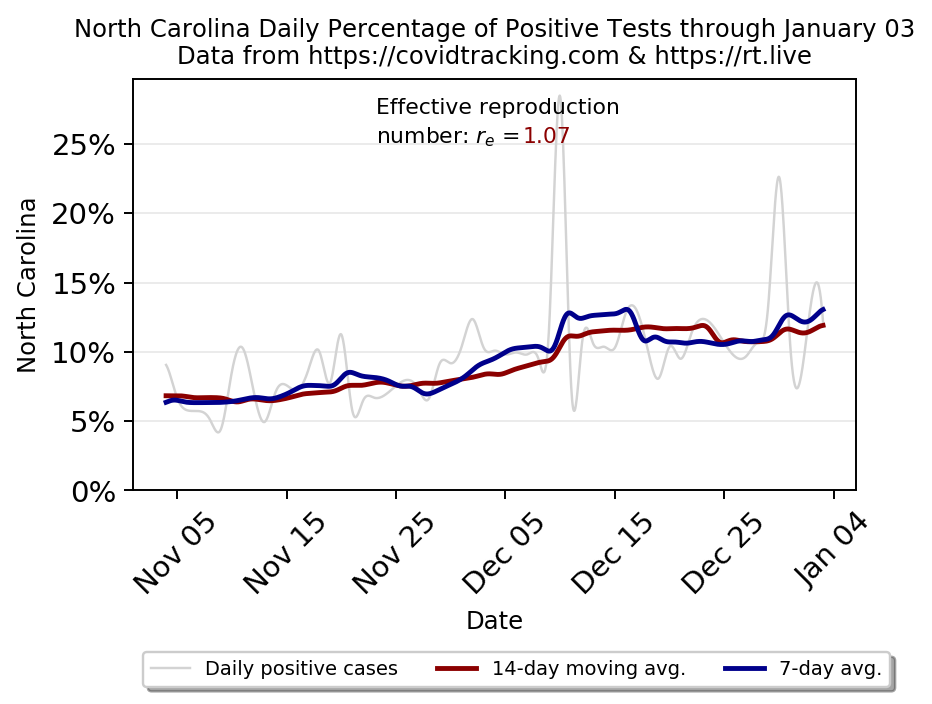 North Carolina Daily Percentage of Positive Tests through January 03
Data from https://covidtracking.com & https://rt.live
Effective reproduction
number: rₑ =1.07
25%
20%
15%
10%
5%
0%
North Carolina
Nov 05
Nov 15
Nov 25
Dec 05
Dec 15
Dec 25
Jan 04
Date
Daily positive cases
14-day moving avg.
7-day avg.